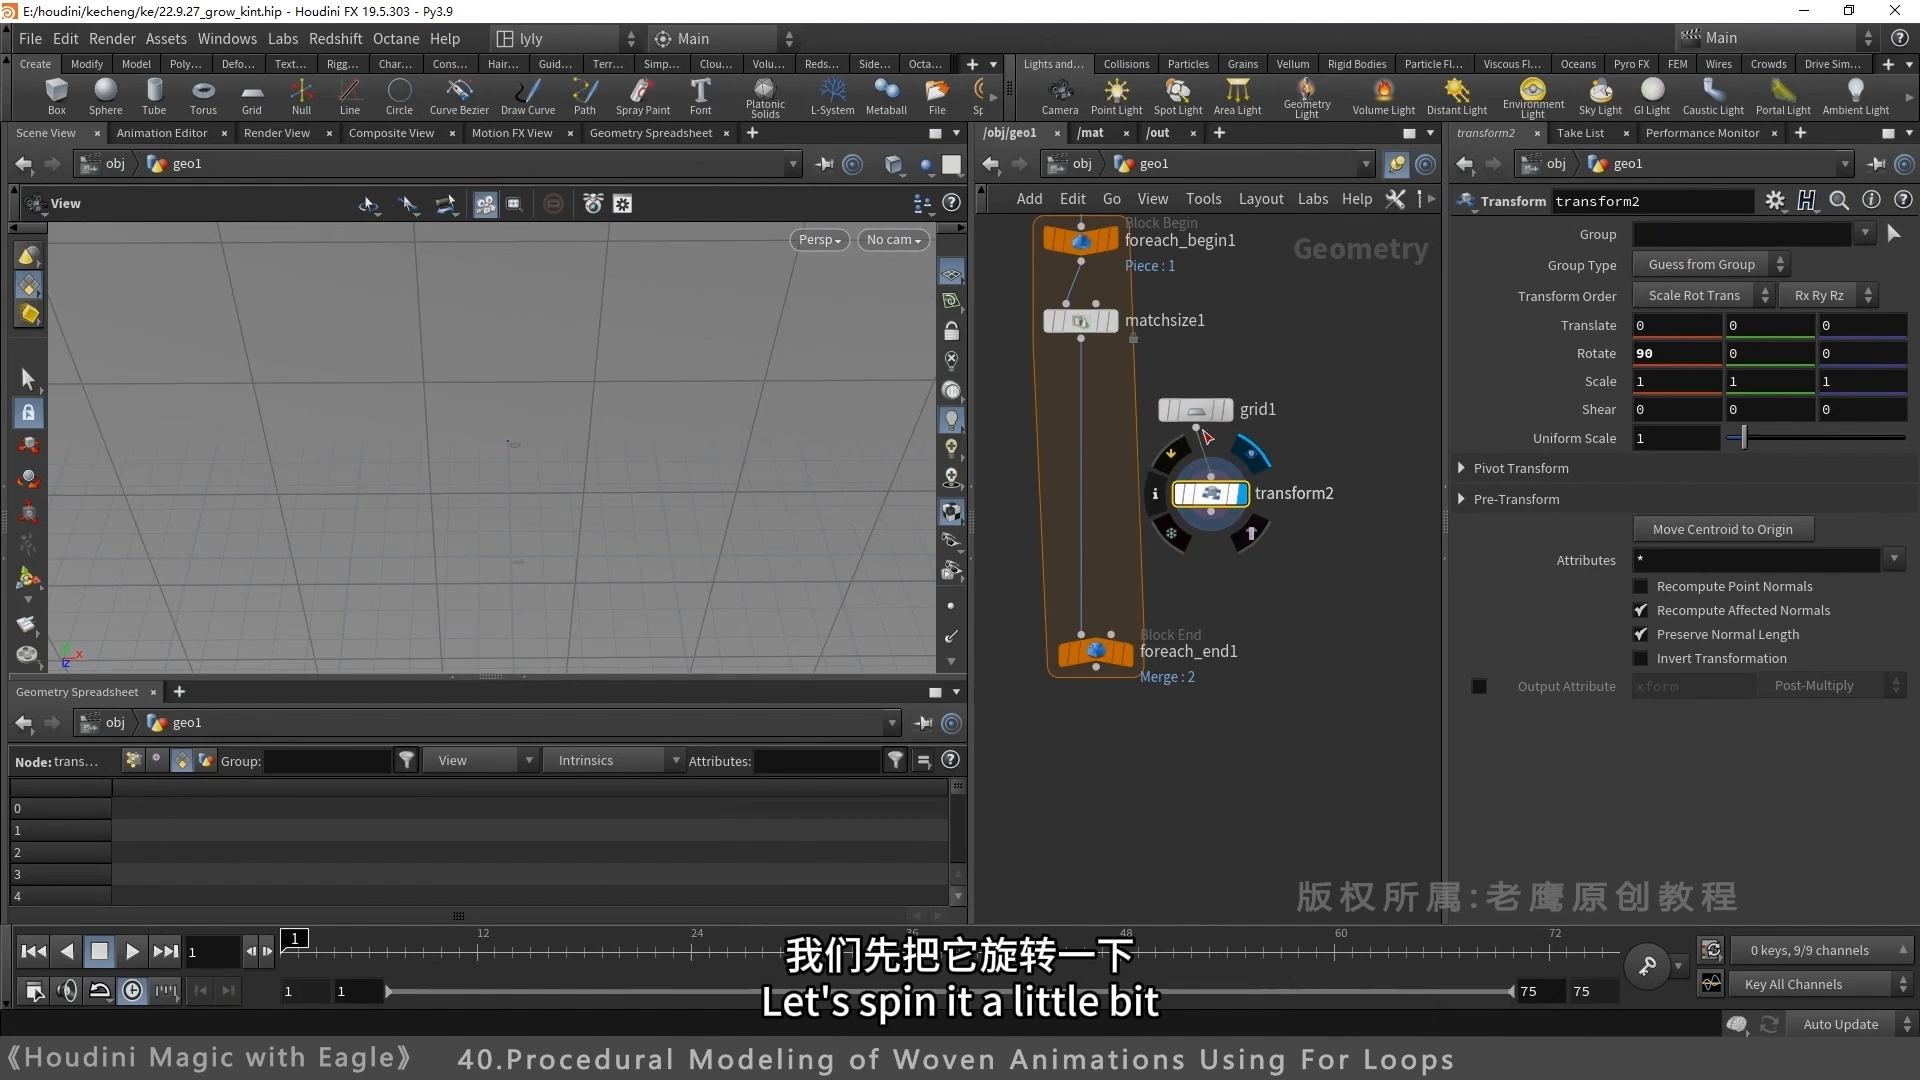 E:/houdini/kecheng/ke/22.9.27_grow_kint.hip - Houdini FX 19.5.303 - Py3.9
File Edit Render Assets Windows Labs Redshift Octane Help
lyly
Main
Main
Create Modify Model Poly... Defo... Text... Rigg... Char... Cons... Hair... Guid... Terr... Simp... Clou... Volu... Reds... Side... Octa...
Lights and... Collisions Particles Grains Vellum Rigid Bodies Particle Fl... Viscous Fl... Oceans Pyro FX FEM Wires Crowds Drive Sim...
Box Sphere Tube Torus Grid Null Line Circle Curve Bezier Draw Curve Path Spray Paint Font Platonic Solids L-System Metaball File
Camera Point Light Spot Light Area Light Geometry Light Volume Light Distant Light Environment Light Sky Light GI Light Caustic Light Portal Light Ambient Light
Scene View Animation Editor Render View Composite View Motion FX View Geometry Spreadsheet
/obj/geo1 /mat /out
transform2 Take List Performance Monitor
obj geo1
obj geo1
obj geo1
View
Persp
No cam
Add Edit Go View Tools Layout Labs Help
Geometry
Block Begin
foreach_begin1
Piece : 1
matchsize1
grid1
transform2
Block End
foreach_end1
Merge : 2
Transform transform2
Group
Group Type Guess from Group
Transform Order Scale Rot Trans Rx Ry Rz
Translate 0 0 0
Rotate 90 0 0
Scale 1 1 1
Shear 0 0 0
Uniform Scale 1
Pivot Transform
Pre-Transform
Move Centroid to Origin
Attributes *
Recompute Point Normals
Recompute Affected Normals
Preserve Normal Length
Invert Transformation
Output Attribute xform Post-Multiply
Geometry Spreadsheet
obj geo1
Node: trans... Group: View Intrinsics Attributes:
0
1
2
3
4
版权所属:老鹰原创教程
1
1 12 24 36 48 60 72
0 keys, 9/9 channels
1 1 75 75
Key All Channels
Auto Update
我们先把它旋转一下
Let's spin it a little bit
《Houdini Magic with Eagle》 40.Procedural Modeling of Woven Animations Using For Loops